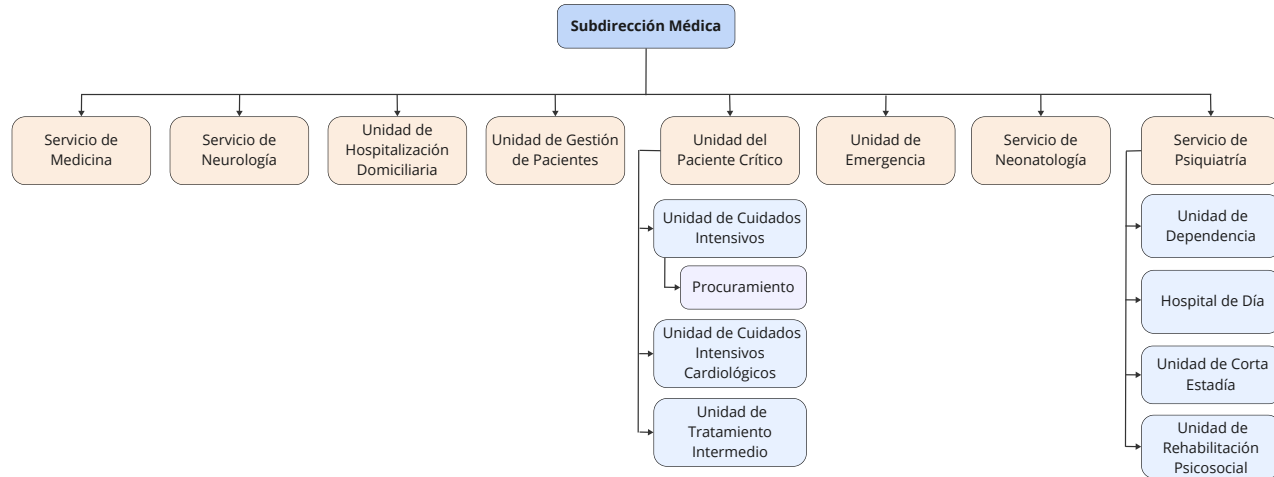 Subdirección Médica
Servicio de
Medicina
Servicio de
Neurología
Unidad de
Hospitalización
Domiciliaria
Unidad de Gestión
de Pacientes
Unidad del
Paciente Crítico
Unidad de
Emergencia
Servicio de
Neonatología
Servicio de
Psiquiatría
Unidad de Cuidados
Intensivos
Procuramiento
Unidad de Cuidados
Intensivos
Cardiológicos
Unidad de
Tratamiento
Intermedio
Unidad de
Dependencia
Hospital de Día
Unidad de Corta
Estadía
Unidad de
Rehabilitación
Psicosocial